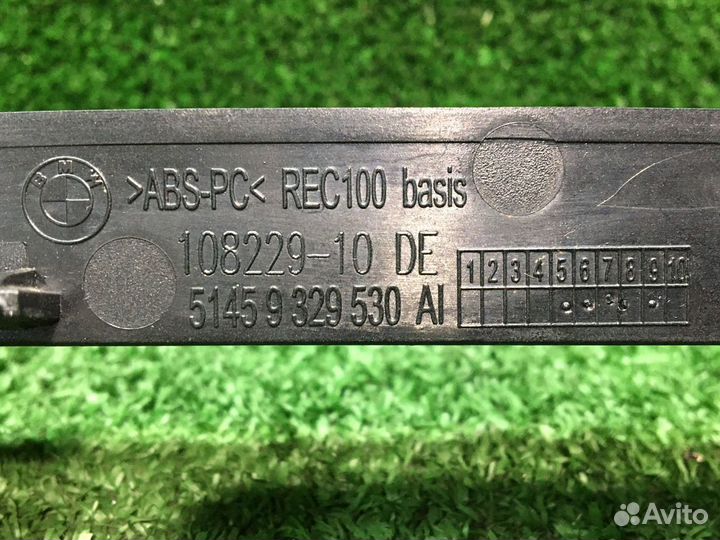 BMW
>ABS-PC< REC100 basis
108229-10 DE
5145 9 329 530 AI
1 2 3 4 5 6 7 8 9 10
Avito